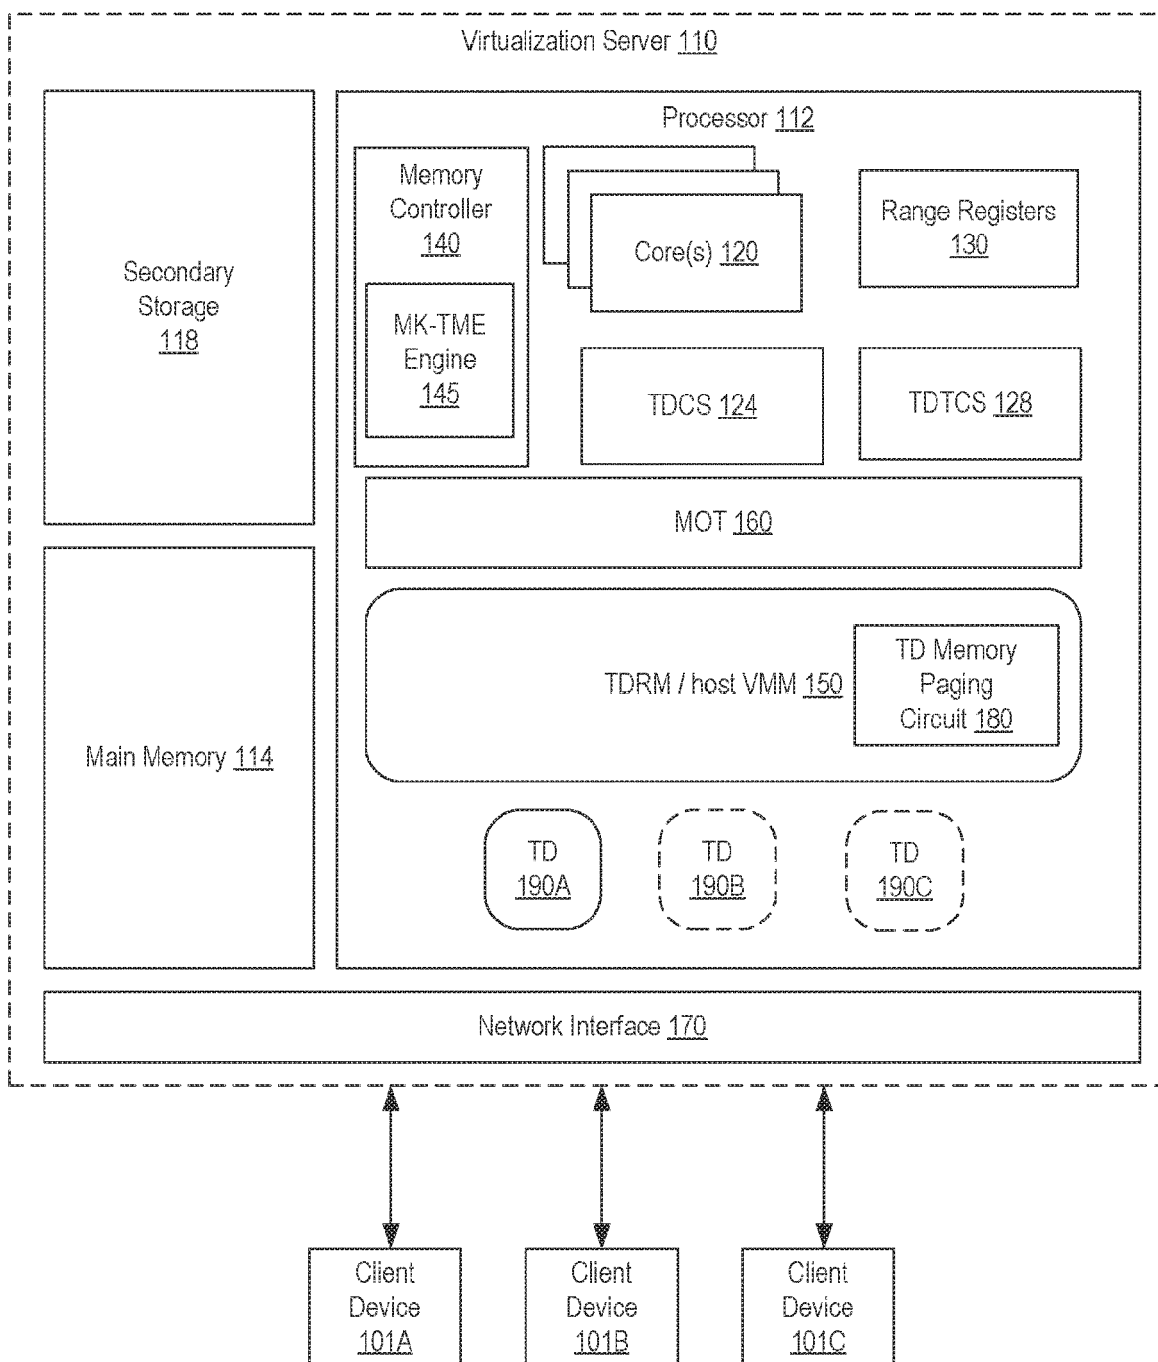 Virtualization Server 110
Secondary
Storage
118
Main Memory 114
Processor 112
Memory
Controller
140
MK-TME
Engine
145
Core(s) 120
Range Registers
130
TDCS 124
TDTCS 128
MOT 160
TDRM / host VMM 150
TD Memory
Paging
Circuit 180
TD
190A
TD
190B
TD
190C
Network Interface 170
Client
Device
101A
Client
Device
101B
Client
Device
101C